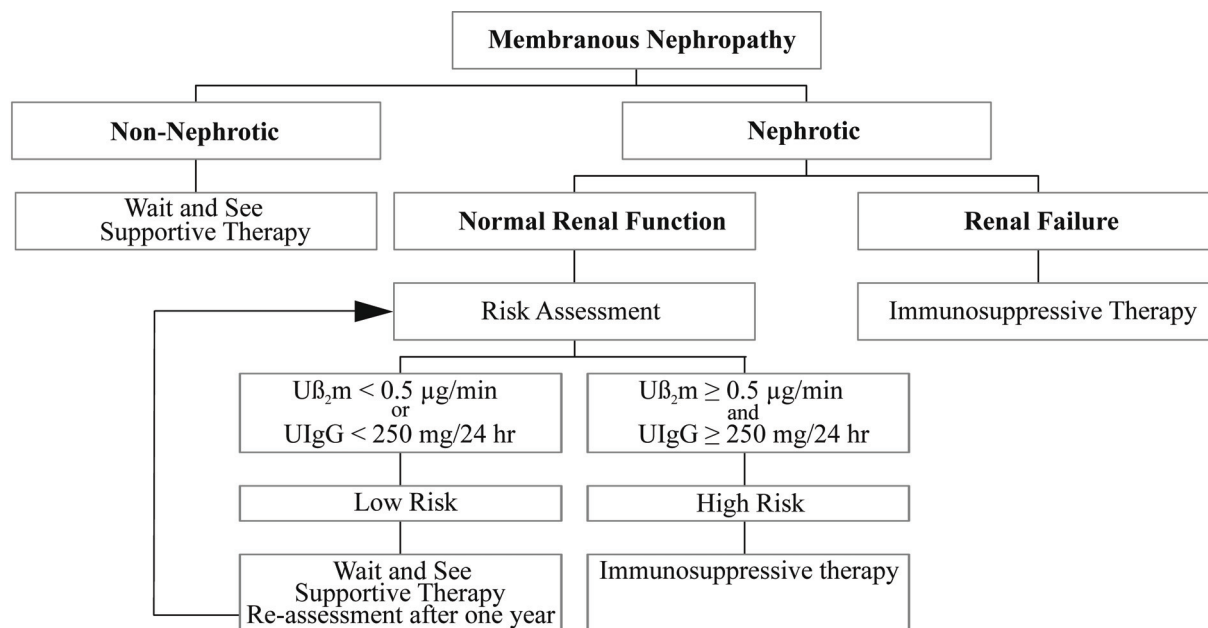 Membranous Nephropathy
Non-Nephrotic
Nephrotic
Wait and See
Supportive Therapy
Normal Renal Function
Renal Failure
Risk Assessment
Immunosuppressive Therapy
Uß₂m < 0.5 µg/min
or
UIgG < 250 mg/24 hr
Uß₂m ≥ 0.5 µg/min
and
UIgG ≥ 250 mg/24 hr
Low Risk
High Risk
Wait and See
Supportive Therapy
Re-assessment after one year
Immunosuppressive therapy